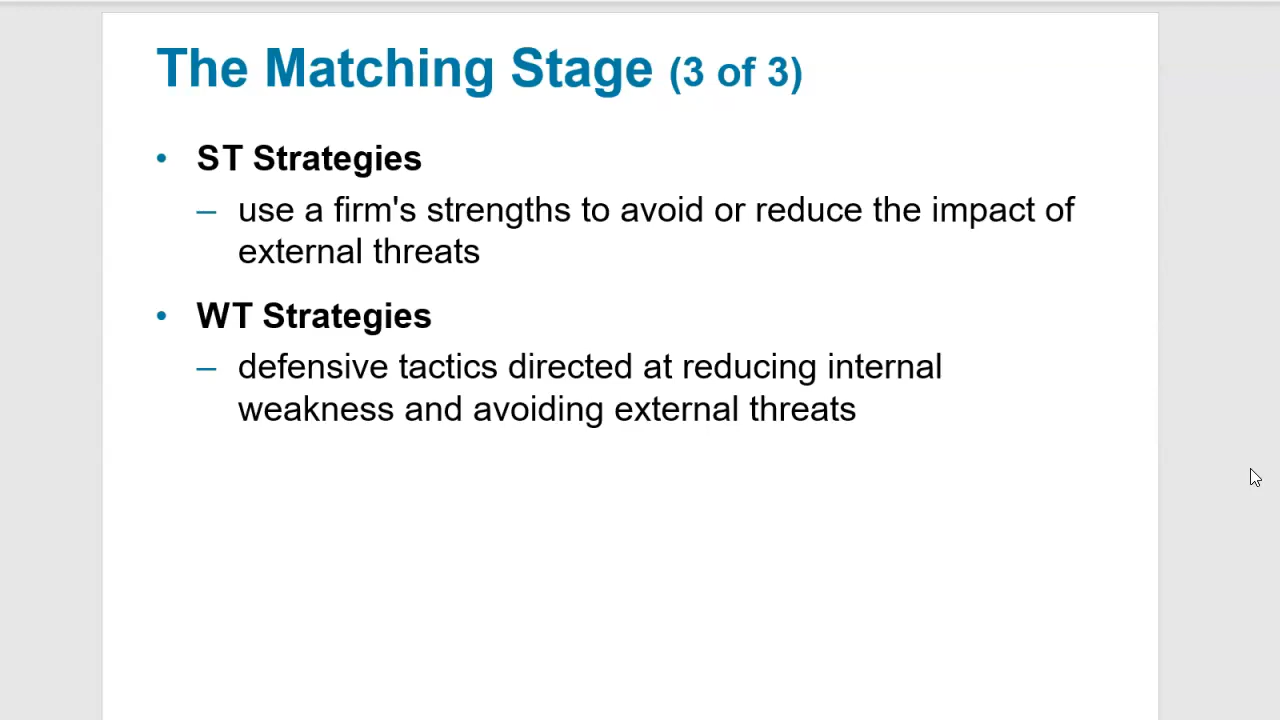 The Matching Stage (3 of 3)
• ST Strategies
– use a firm's strengths to avoid or reduce the impact of
external threats
• WT Strategies
– defensive tactics directed at reducing internal
weakness and avoiding external threats